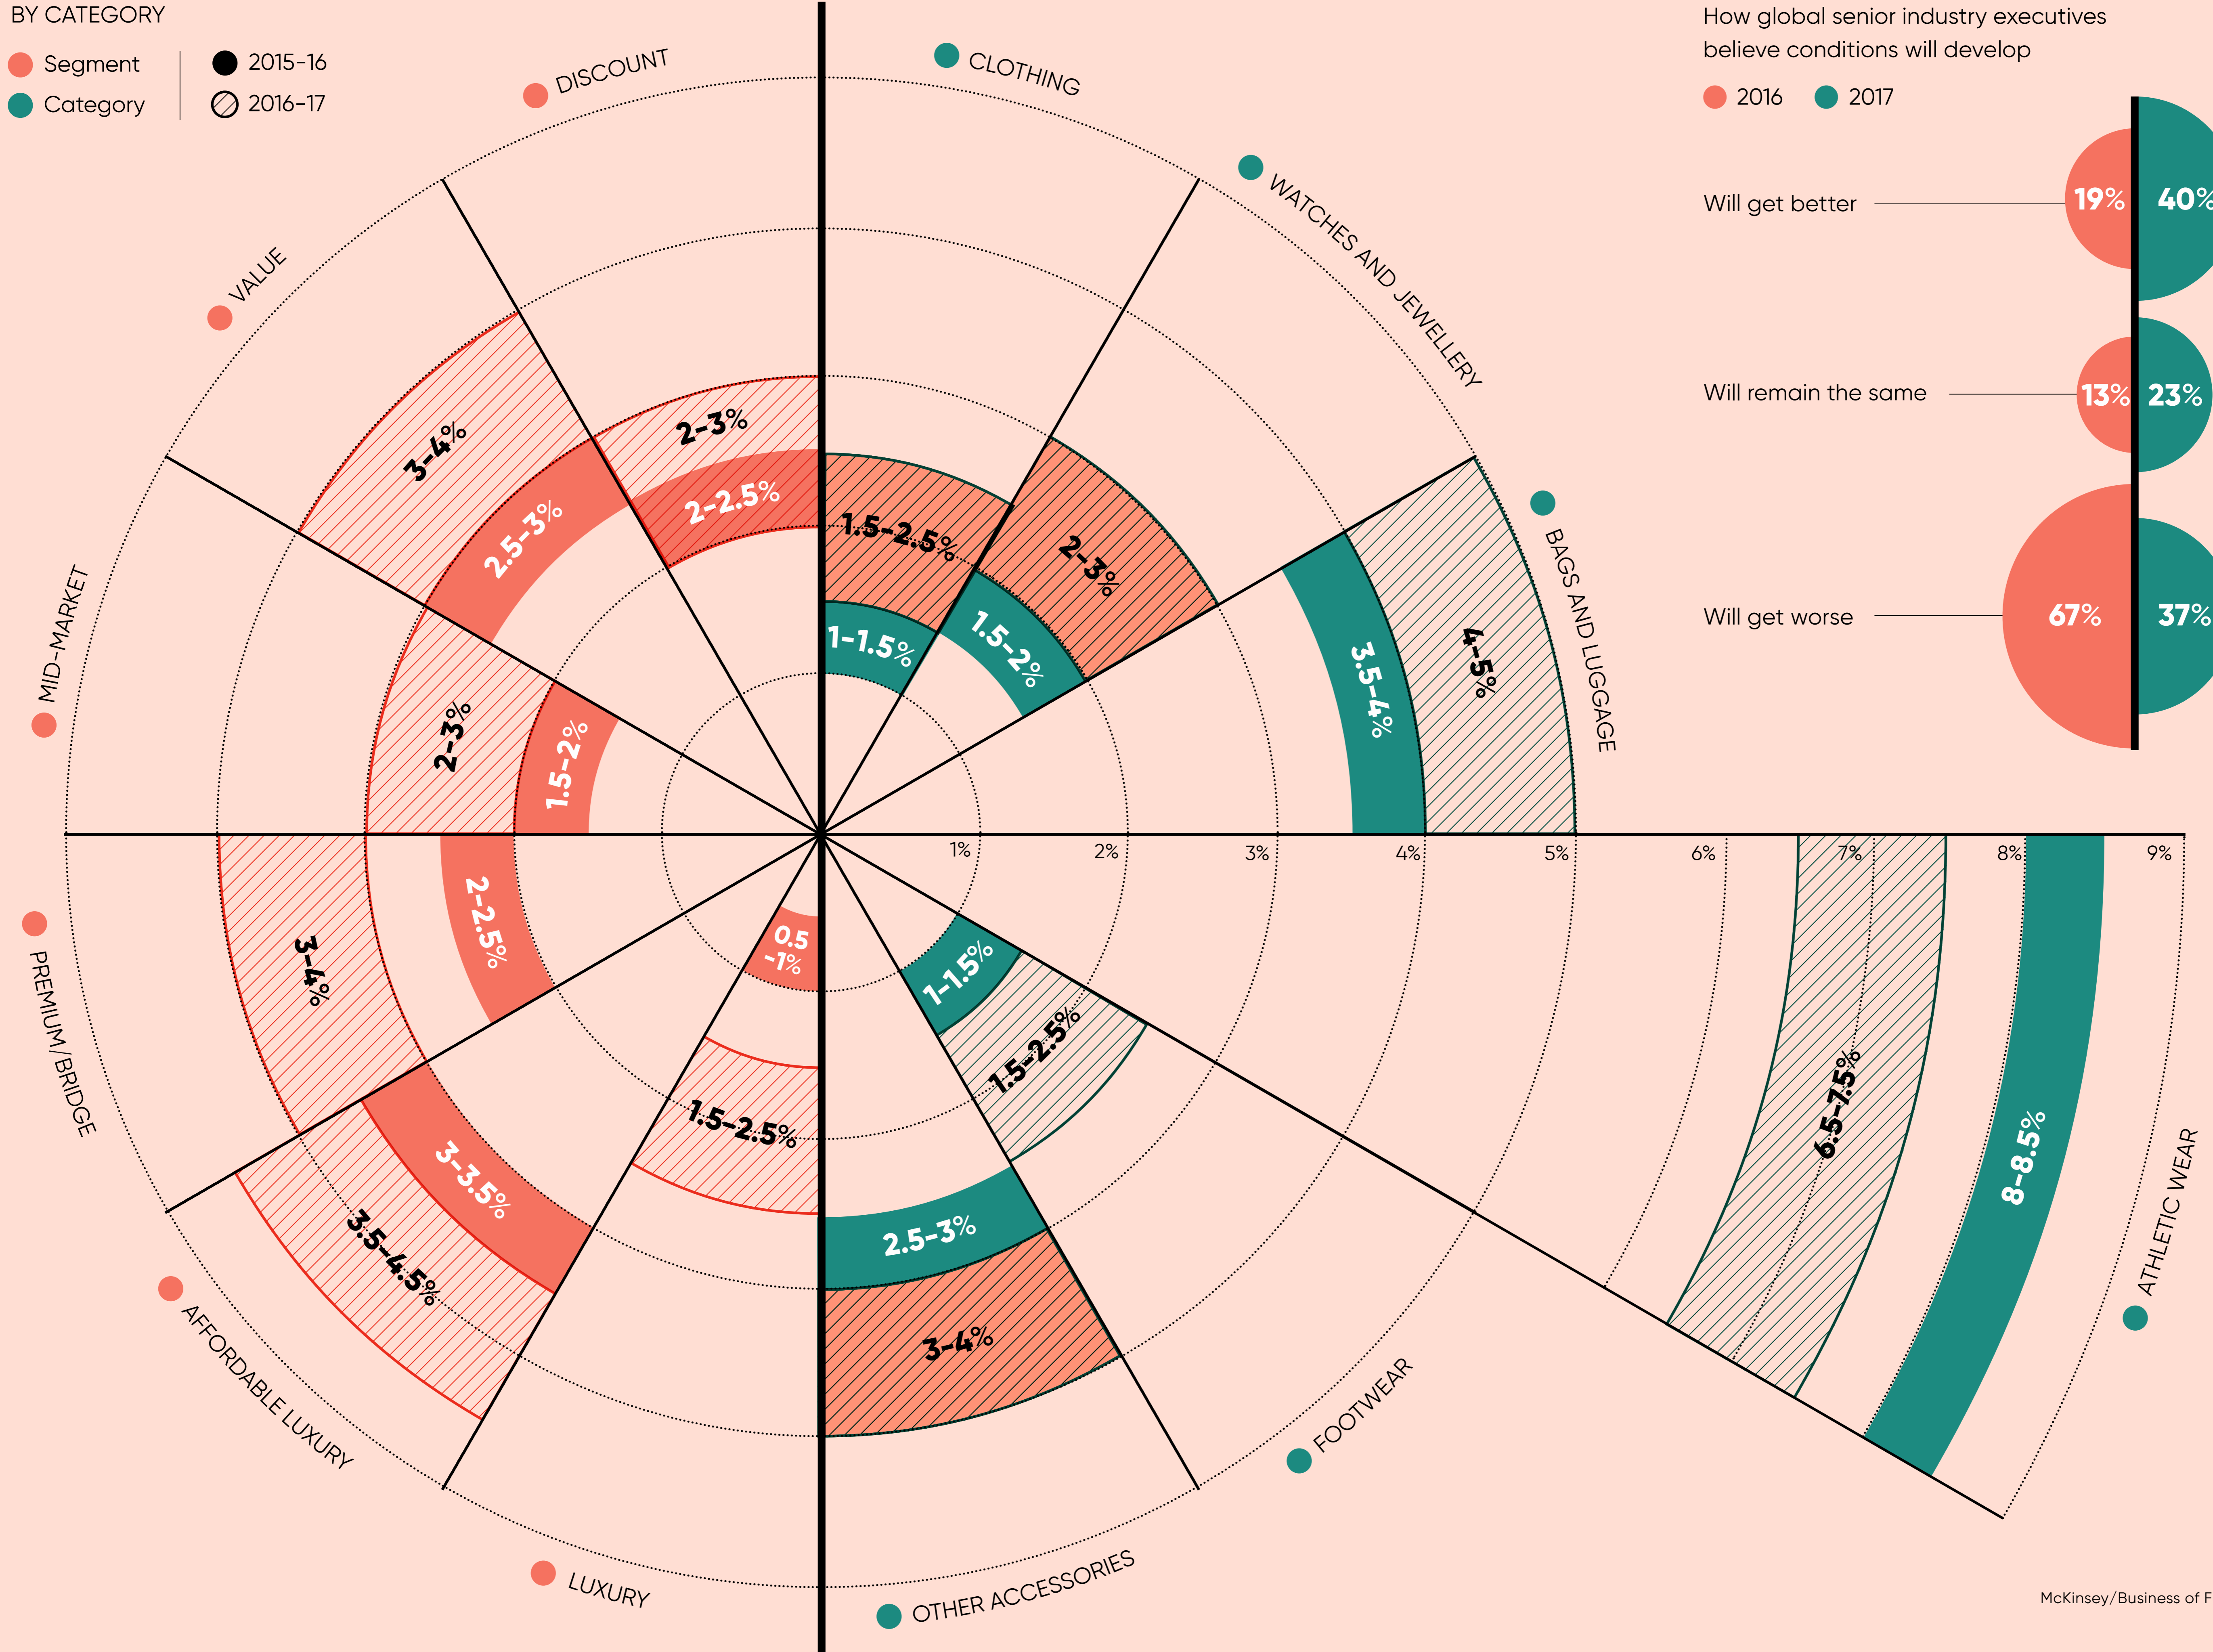 BY CATEGORY
Segment
Category
2015-16
2016-17
How global senior industry executives
believe conditions will develop
2016
2017
Will get better
19%
40%
Will remain the same
13%
23%
Will get worse
67%
37%
DISCOUNT
2-3%
2-2.5%
VALUE
3-4%
2.5-3%
MID-MARKET
2-3%
1.5-2%
PREMIUM/BRIDGE
3-4%
2-2.5%
AFFORDABLE LUXURY
3.5-4.5%
3-3.5%
LUXURY
0.5
-1%
1.5-2.5%
CLOTHING
1.5-2.5%
1-1.5%
WATCHES AND JEWELLERY
2-3%
1.5-2%
BAGS AND LUGGAGE
3.5-4%
4-5%
1%
2%
3%
4%
5%
6%
7%
8%
9%
ATHLETIC WEAR
6.5-7.5%
8-8.5%
FOOTWEAR
1-1.5%
1.5-2.5%
OTHER ACCESSORIES
2.5-3%
3-4%
McKinsey/Business of F